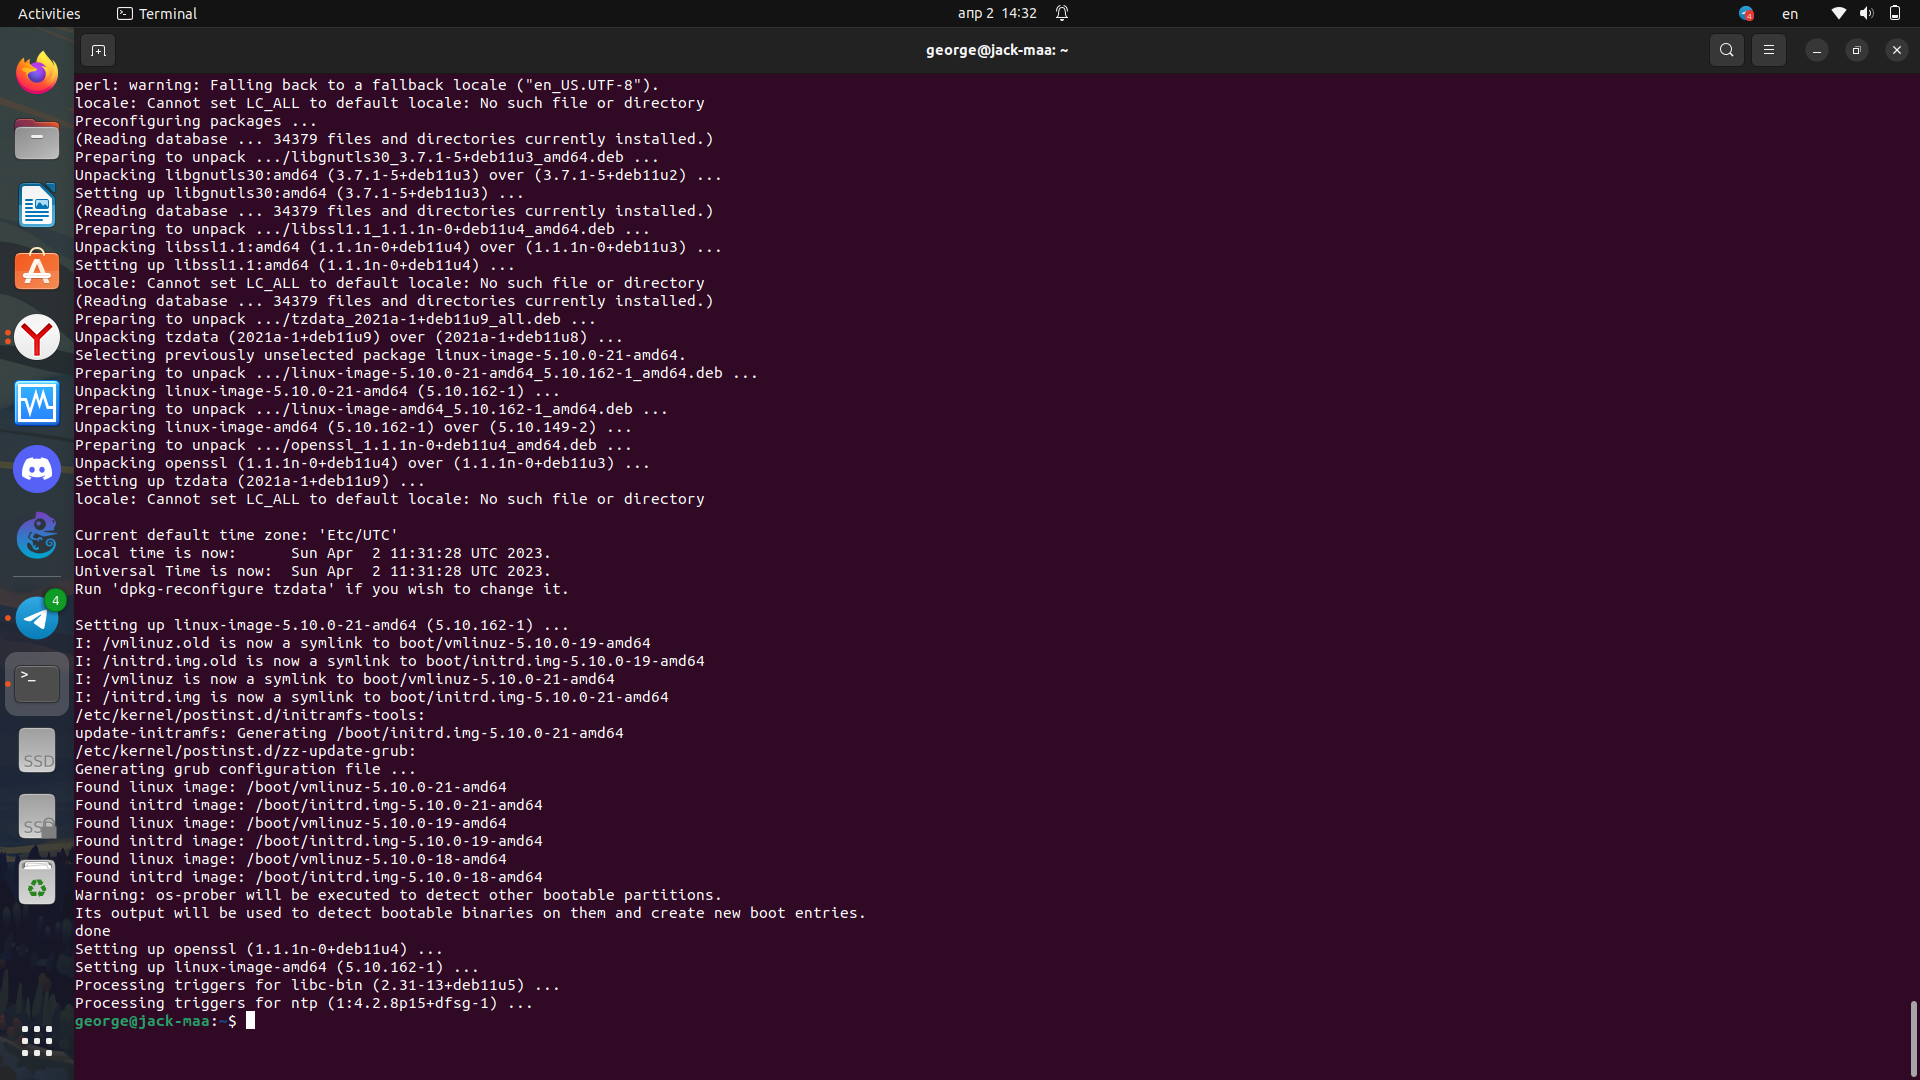 Activities
Terminal
апр 2 14:32
en
george@jack-maa: ~
perl: warning: Falling back to a fallback locale ("en_US.UTF-8").
locale: Cannot set LC_ALL to default locale: No such file or directory
Preconfiguring packages ...
(Reading database ... 34379 files and directories currently installed.)
Preparing to unpack .../libgnutls30_3.7.1-5+deb11u3_amd64.deb ...
Unpacking libgnutls30:amd64 (3.7.1-5+deb11u3) over (3.7.1-5+deb11u2) ...
Setting up libgnutls30:amd64 (3.7.1-5+deb11u3) ...
(Reading database ... 34379 files and directories currently installed.)
Preparing to unpack .../libssl1.1_1.1.1n-0+deb11u4_amd64.deb ...
Unpacking libssl1.1:amd64 (1.1.1n-0+deb11u4) over (1.1.1n-0+deb11u3) ...
Setting up libssl1.1:amd64 (1.1.1n-0+deb11u4) ...
locale: Cannot set LC_ALL to default locale: No such file or directory
(Reading database ... 34379 files and directories currently installed.)
Preparing to unpack .../tzdata_2021a-1+deb11u9_all.deb ...
Unpacking tzdata (2021a-1+deb11u9) over (2021a-1+deb11u8) ...
Selecting previously unselected package linux-image-5.10.0-21-amd64.
Preparing to unpack .../linux-image-5.10.0-21-amd64_5.10.162-1_amd64.deb ...
Unpacking linux-image-5.10.0-21-amd64 (5.10.162-1) ...
Preparing to unpack .../linux-image-amd64_5.10.162-1_amd64.deb ...
Unpacking linux-image-amd64 (5.10.162-1) over (5.10.149-2) ...
Preparing to unpack .../openssl_1.1.1n-0+deb11u4_amd64.deb ...
Unpacking openssl (1.1.1n-0+deb11u4) over (1.1.1n-0+deb11u3) ...
Setting up tzdata (2021a-1+deb11u9) ...
locale: Cannot set LC_ALL to default locale: No such file or directory
Current default time zone: 'Etc/UTC'
Local time is now:      Sun Apr  2 11:31:28 UTC 2023.
Universal Time is now:  Sun Apr  2 11:31:28 UTC 2023.
Run 'dpkg-reconfigure tzdata' if you wish to change it.
Setting up linux-image-5.10.0-21-amd64 (5.10.162-1) ...
I: /vmlinuz.old is now a symlink to boot/vmlinuz-5.10.0-19-amd64
I: /initrd.img.old is now a symlink to boot/initrd.img-5.10.0-19-amd64
I: /vmlinuz is now a symlink to boot/vmlinuz-5.10.0-21-amd64
I: /initrd.img is now a symlink to boot/initrd.img-5.10.0-21-amd64
/etc/kernel/postinst.d/initramfs-tools:
update-initramfs: Generating /boot/initrd.img-5.10.0-21-amd64
/etc/kernel/postinst.d/zz-update-grub:
Generating grub configuration file ...
Found linux image: /boot/vmlinuz-5.10.0-21-amd64
Found initrd image: /boot/initrd.img-5.10.0-21-amd64
Found linux image: /boot/vmlinuz-5.10.0-19-amd64
Found initrd image: /boot/initrd.img-5.10.0-19-amd64
Found linux image: /boot/vmlinuz-5.10.0-18-amd64
Found initrd image: /boot/initrd.img-5.10.0-18-amd64
Warning: os-prober will be executed to detect other bootable partitions.
Its output will be used to detect bootable binaries on them and create new boot entries.
done
Setting up openssl (1.1.1n-0+deb11u4) ...
Setting up linux-image-amd64 (5.10.162-1) ...
Processing triggers for libc-bin (2.31-13+deb11u5) ...
Processing triggers for ntp (1:4.2.8p15+dfsg-1) ...
george@jack-maa:~$
4
>_
SSD
SSD